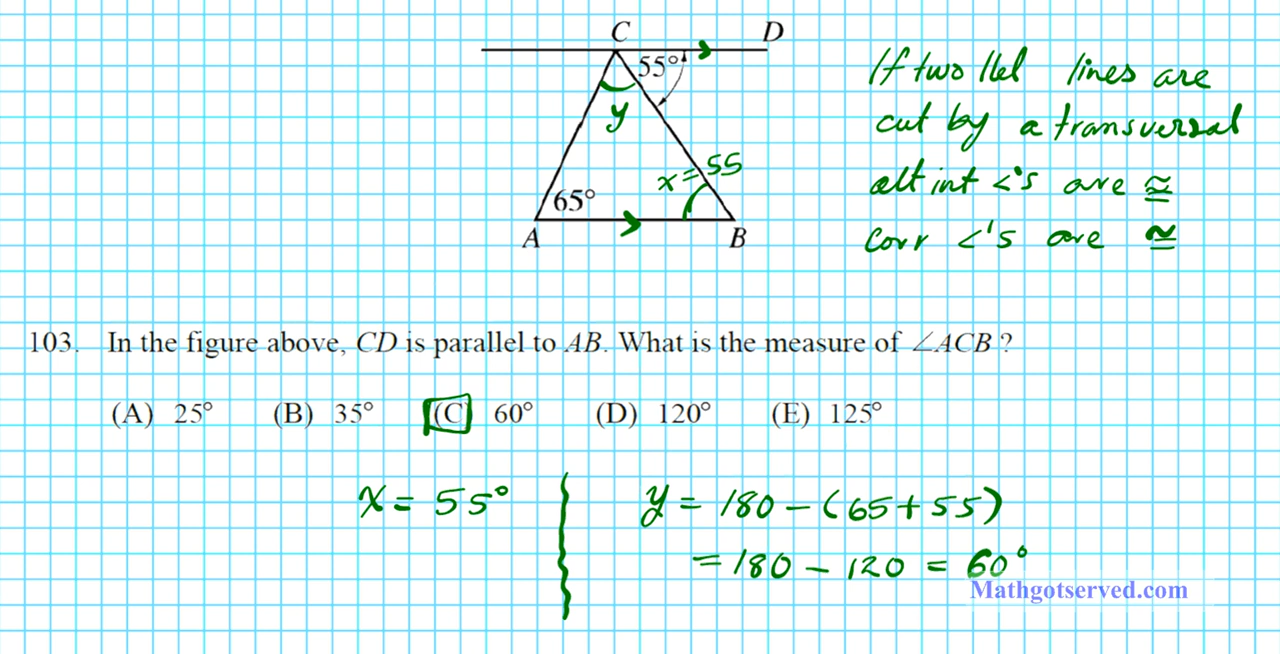 C D
55°
y
x = 55
65°
A B
If two llel lines are
cut by a transversal
alt int <'s are ≅
Corr <'s are ≅
103. In the figure above, CD is parallel to AB. What is the measure of ∠ACB ?
(A) 25° (B) 35° (C) 60° (D) 120° (E) 125°
x = 55°
y = 180 - (65 + 55)
= 180 - 120 = 60°
Mathgotserved.com